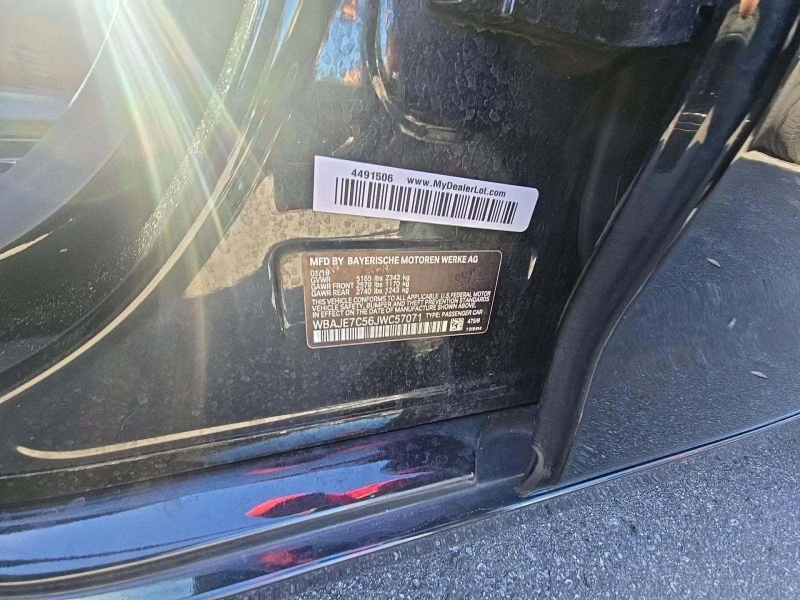 4491506 www.MyDealerLot.com
MFD BY BAYERISCHE MOTOREN WERKE AG
01/18
GVWR 5165 lbs 2343 kg
GAWR FRONT 2579 lbs 1170 kg
GAWR REAR 2740 lbs 1243 kg
THIS VEHICLE CONFORMS TO ALL APPLICABLE U.S. FEDERAL MOTOR
VEHICLE SAFETY, BUMPER, AND THEFT PREVENTION STANDARDS
IN EFFECT ON THE DATE OF MANUFACTURE SHOWN ABOVE.
WBAJE7C56JWC57071 TYPE: PASSENGER CAR
475/9